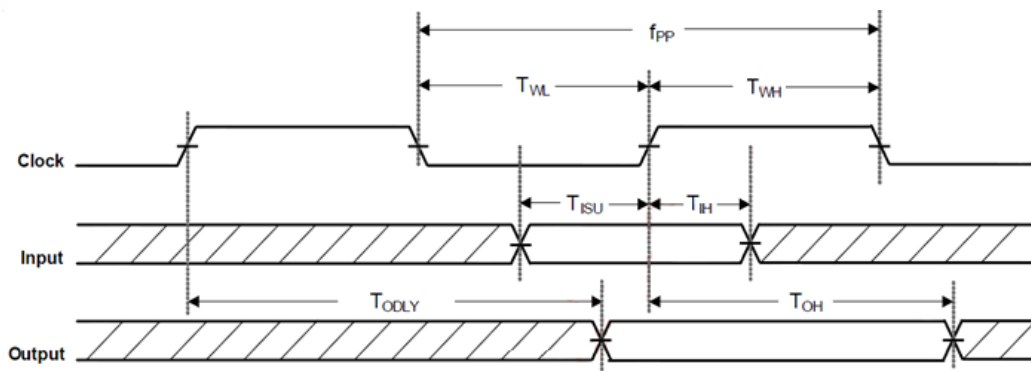 fPP
TWL
TWH
Clock
TISU
TIH
Input
TODLY
TOH
Output